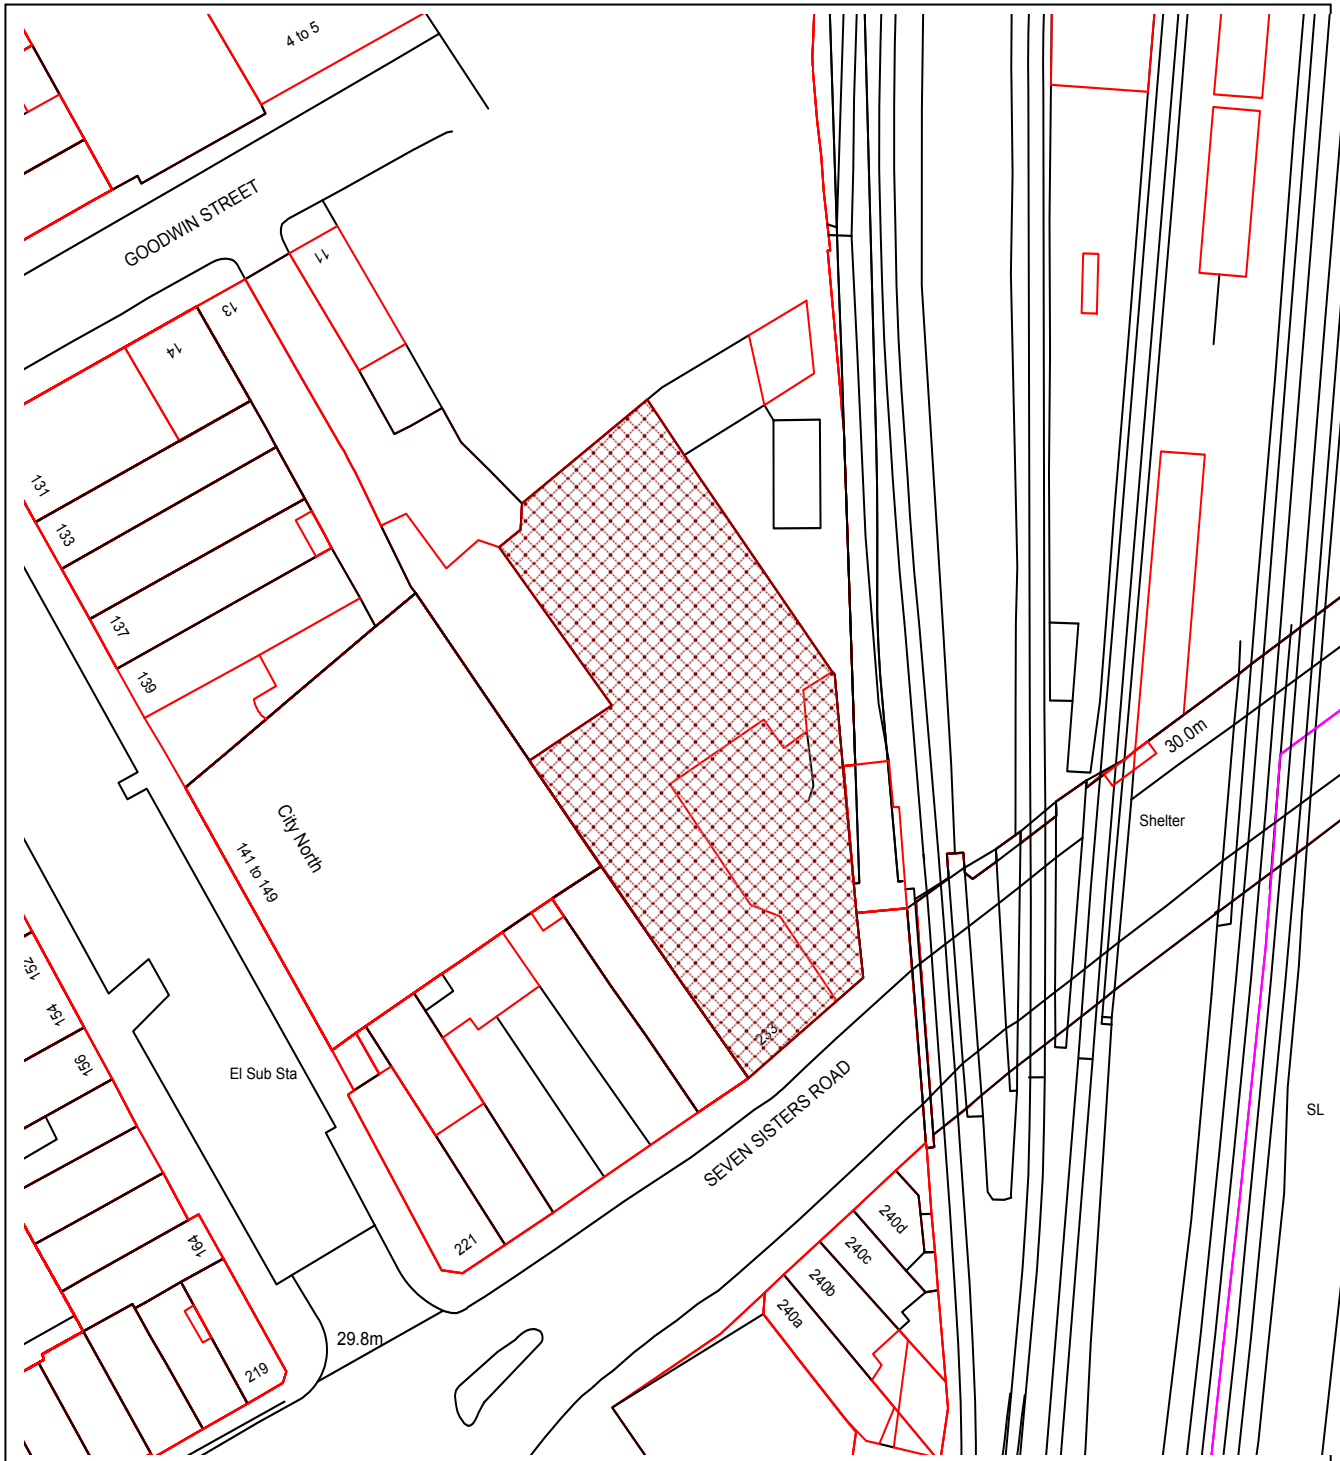 4 to 5
GOODWIN STREET
11
13
14
131
133
137
139
City North
141 to 149
30.0m
Shelter
152
154
156
El Sub Sta
233
SEVEN SISTERS ROAD
SL
164
221
240d
240c
240b
240a
29.8m
219